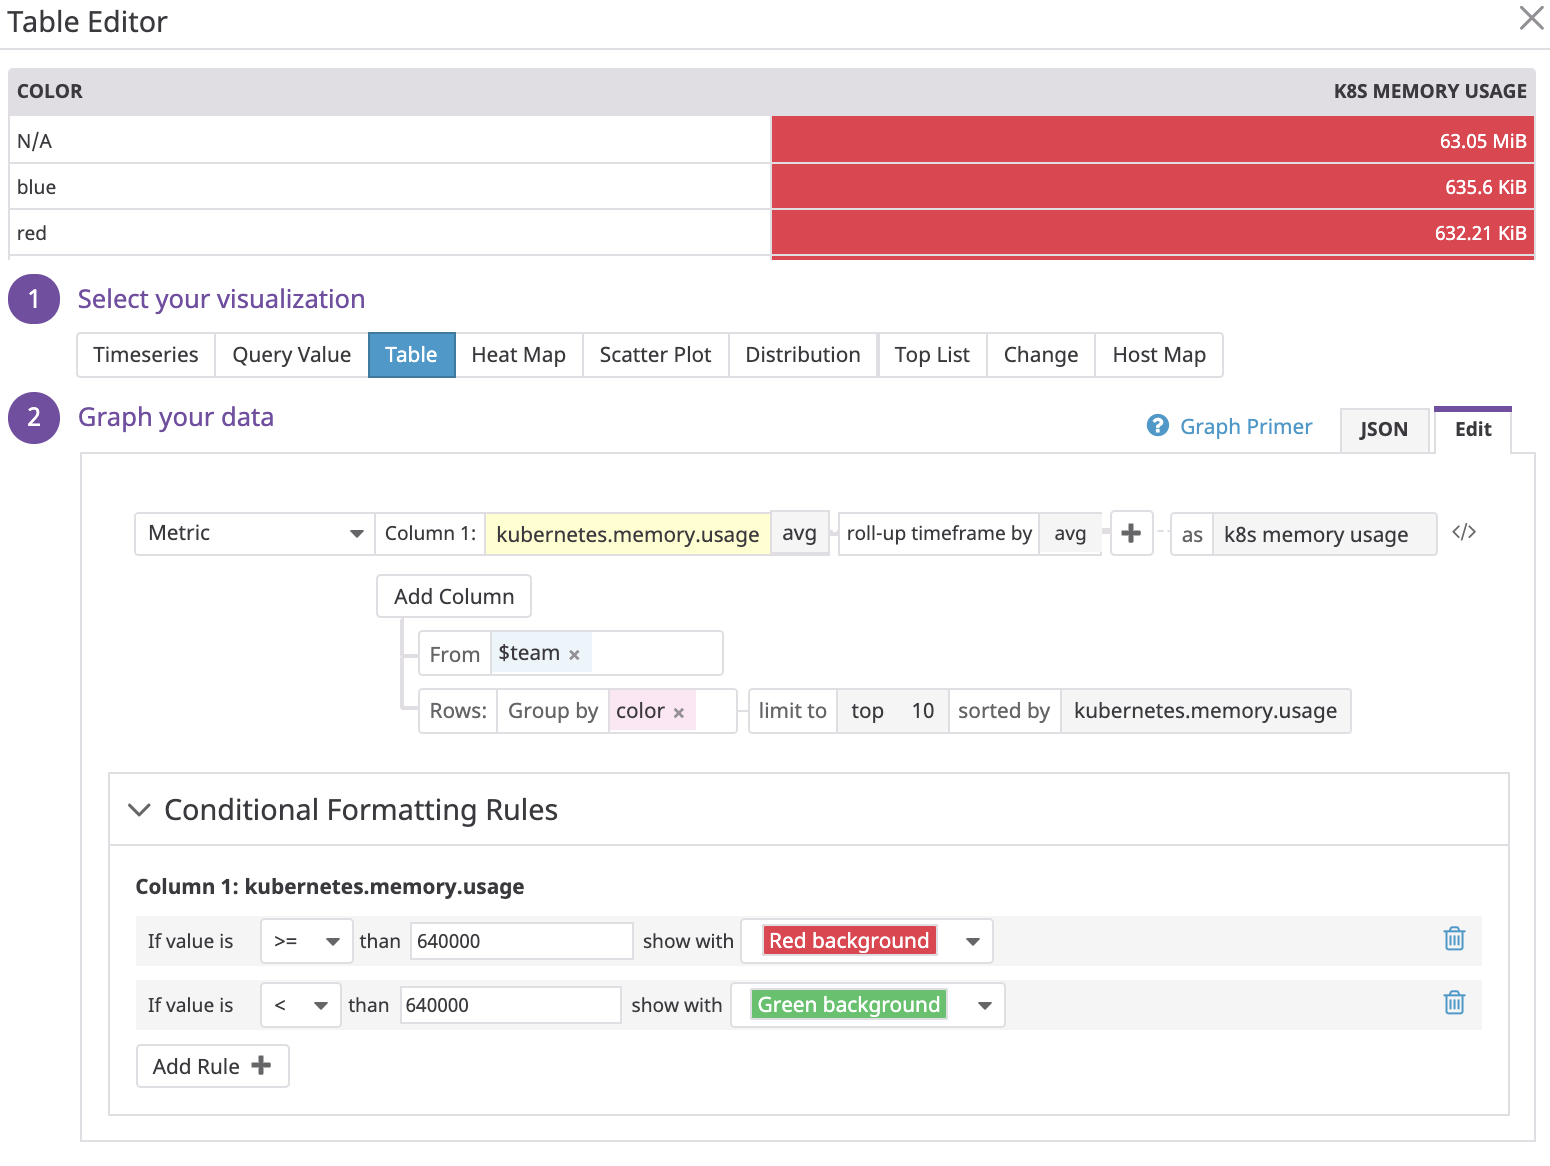 Table Editor
COLOR K8S MEMORY USAGE
N/A 63.05 MiB
blue 635.6 KiB
red 632.21 KiB
1 Select your visualization
Timeseries Query Value Table Heat Map Scatter Plot Distribution Top List Change Host Map
2 Graph your data
? Graph Primer JSON Edit
Metric Column 1: kubernetes.memory.usage avg roll-up timeframe by avg + as k8s memory usage </>
Add Column
From $team ×
Rows: Group by color × limit to top 10 sorted by kubernetes.memory.usage
Conditional Formatting Rules
Column 1: kubernetes.memory.usage
If value is >= than 640000 show with Red background
If value is < than 640000 show with Green background
Add Rule +